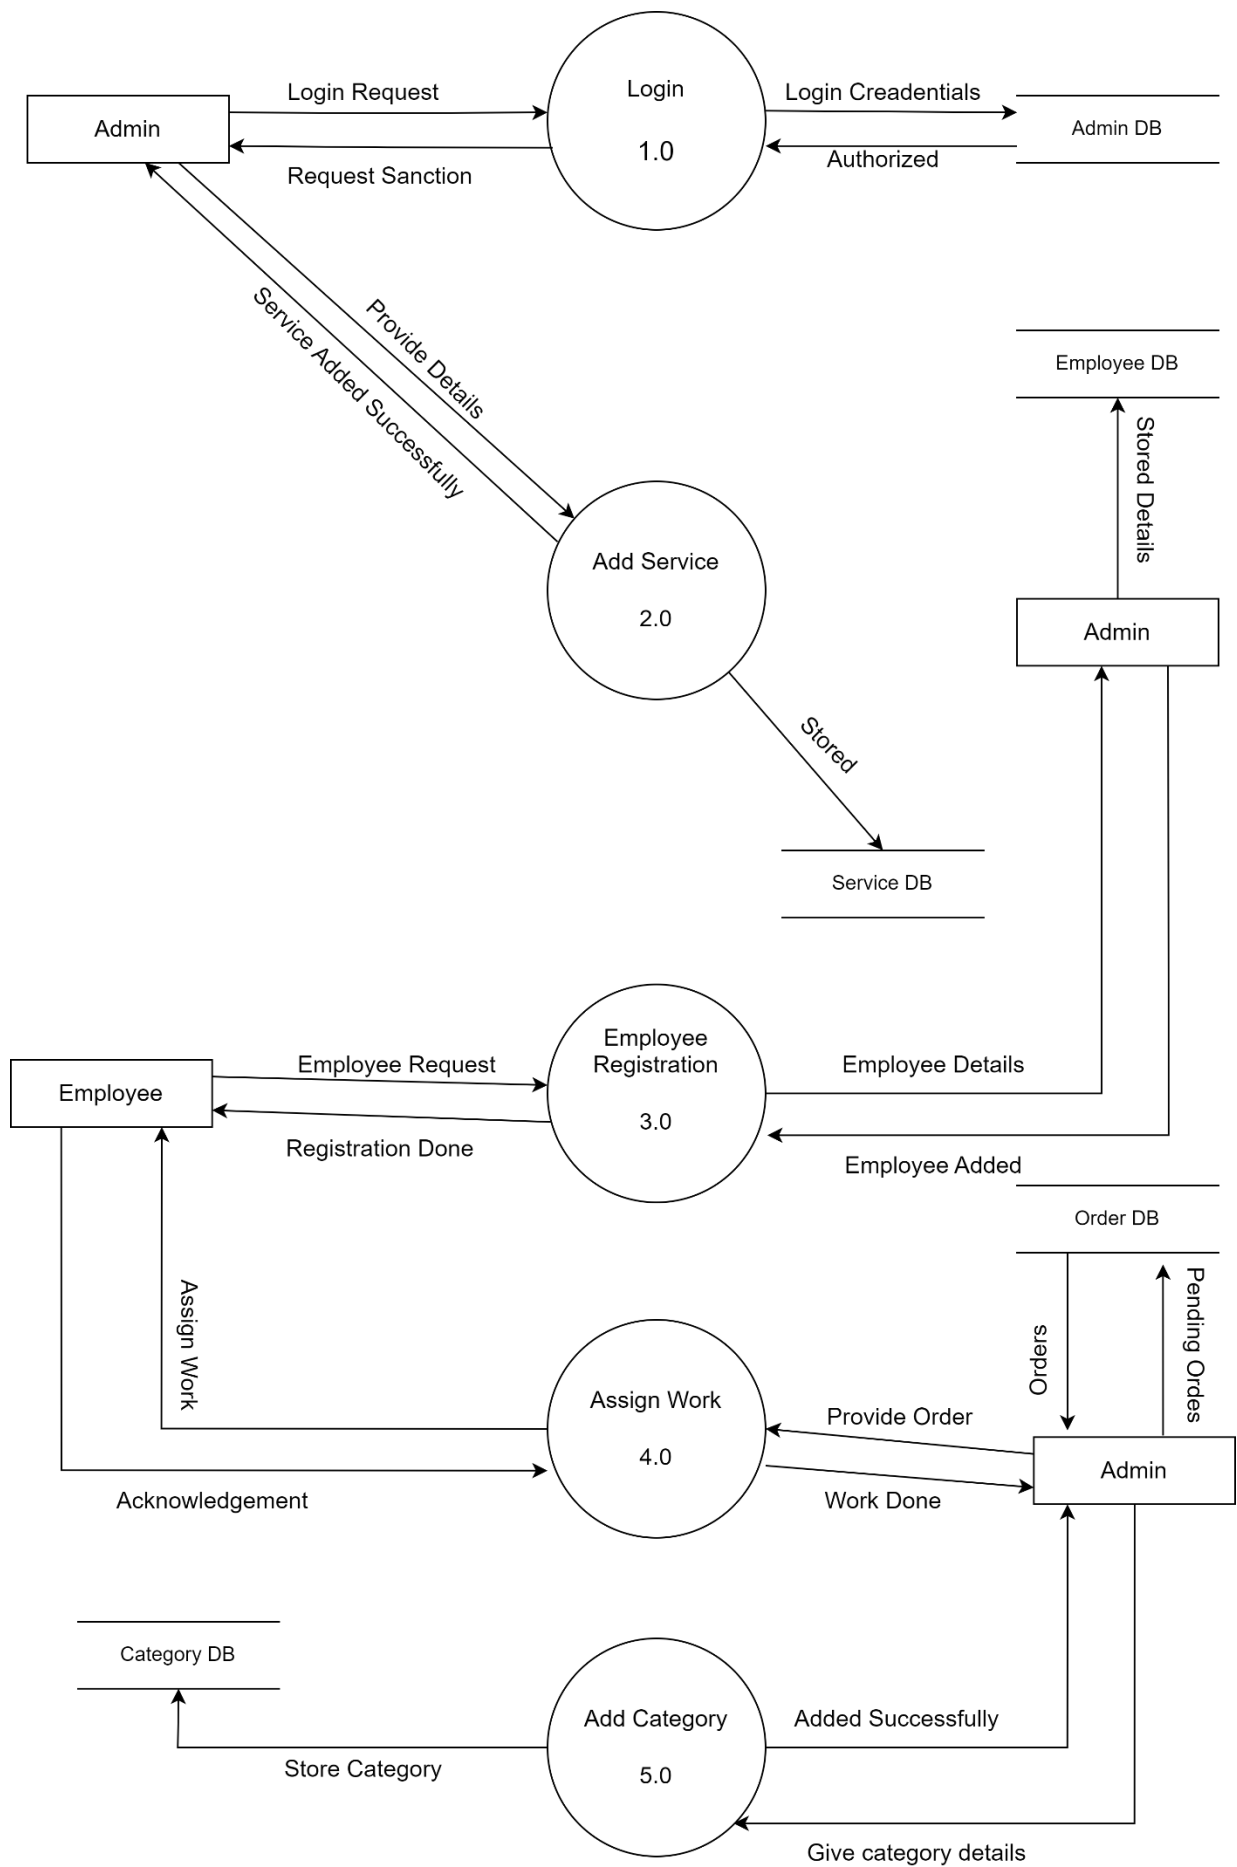 Login Request
Login
Login Creadentials
Admin
1.0
Admin DB
Request Sanction
Authorized
Provide Details
Service Added Successfully
Employee DB
Stored Details
Add Service
2.0
Admin
Stored
Service DB
Employee Request
Employee
Registration
Employee Details
Employee
3.0
Registration Done
Employee Added
Order DB
Assign Work
Orders
Pending Ordes
Assign Work
4.0
Provide Order
Admin
Acknowledgement
Work Done
Category DB
Add Category
5.0
Added Successfully
Store Category
Give category details